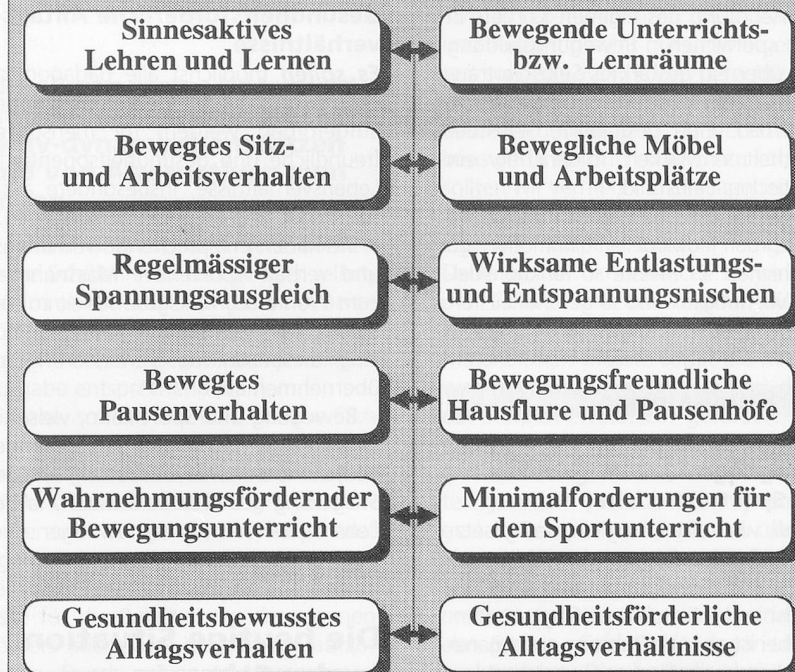 Sinnesaktives
Lehren und Lernen
Bewegende Unterrichts-
bzw. Lernräume
Bewegtes Sitz-
und Arbeitsverhalten
Bewegliche Möbel
und Arbeitsplätze
Regelmässiger
Spannungsausgleich
Wirksame Entlastungs-
und Entspannungsnischen
Bewegtes
Pausenverhalten
Bewegungsfreundliche
Hausflure und Pausenhöfe
Wahrnehmungsfördernder
Bewegungsunterricht
Minimalforderungen für
den Sportunterricht
Gesundheitsbewusstes
Alltagsverhalten
Gesundheitsförderliche
Alltagsverhältnisse